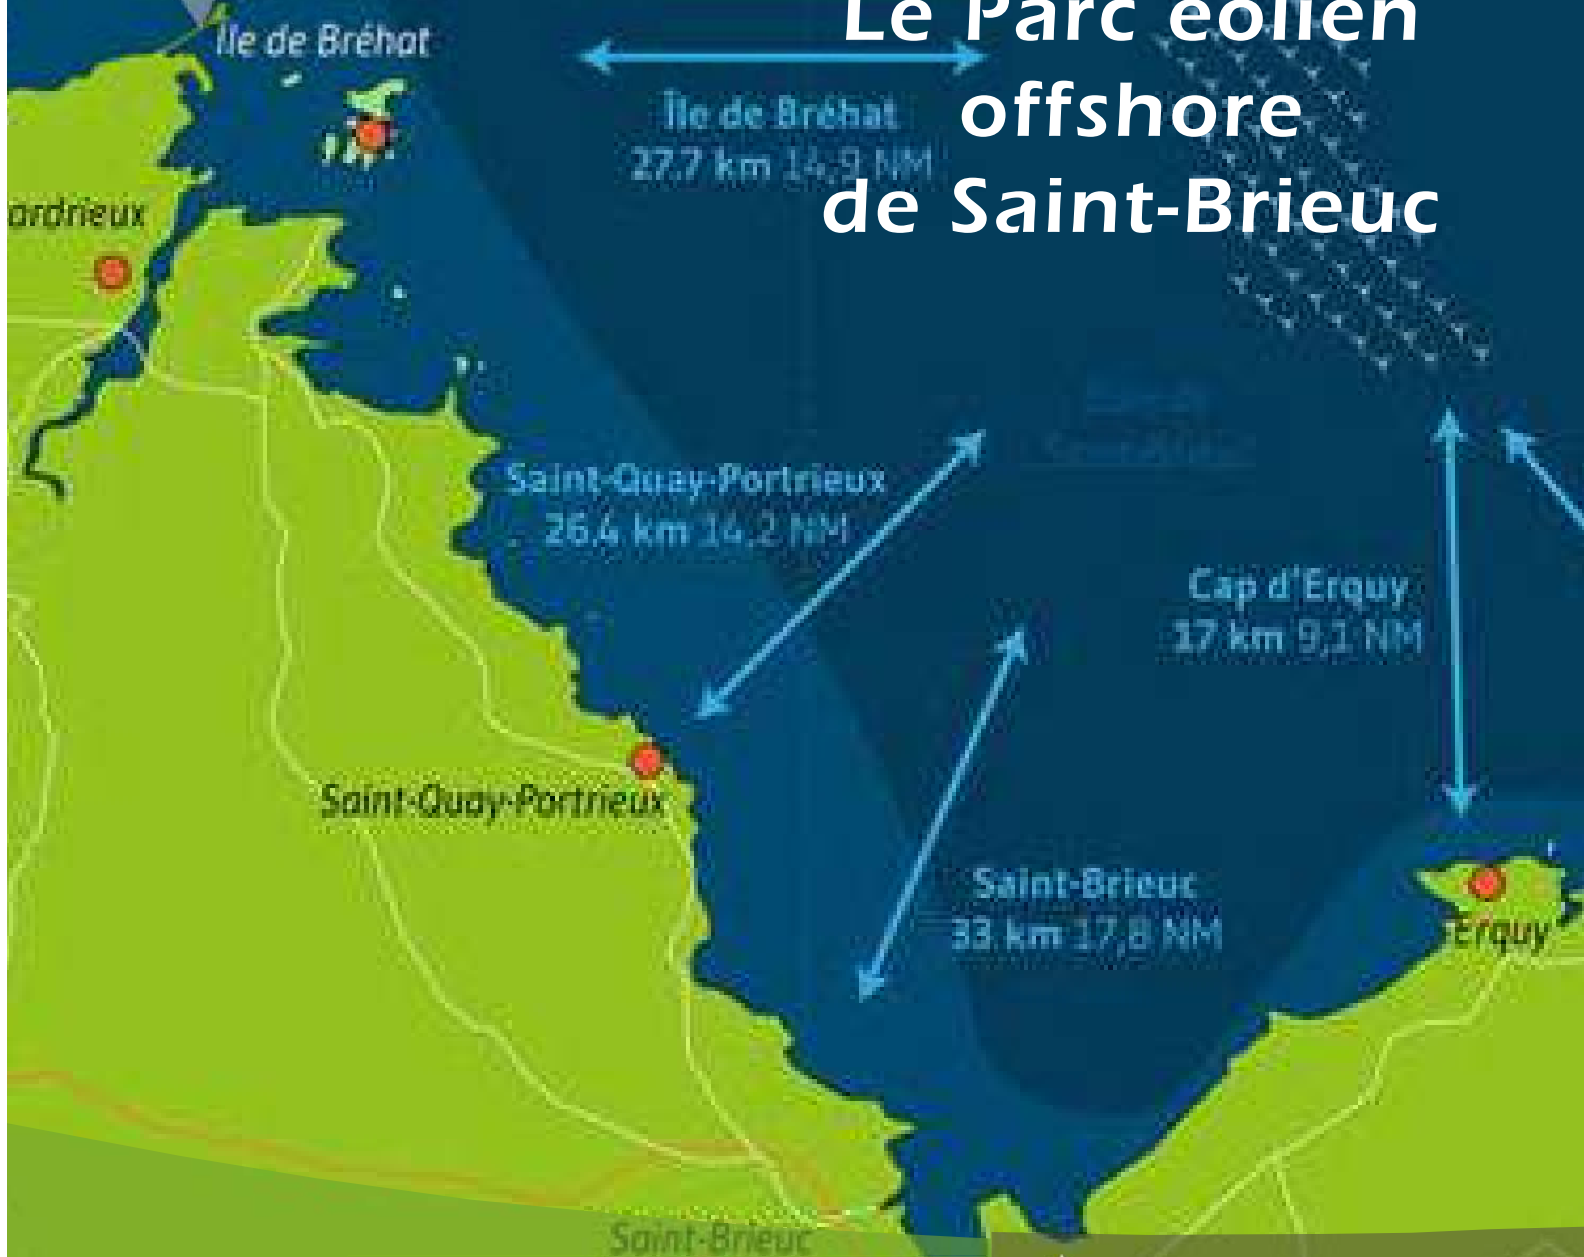 Le Parc éolien
offshore
de Saint-Brieuc
Île de Bréhat
Île de Bréhat
27.7 km 14,9 NM
ardrieux
Saint-Quay-Portrieux
26.4 km 14,2 NM
Cap d'Erquy
17 km 9,1 NM
Saint-Quay-Portrieux
Saint-Brieuc
33 km 17,8 NM
Erquy
Saint-Brieuc